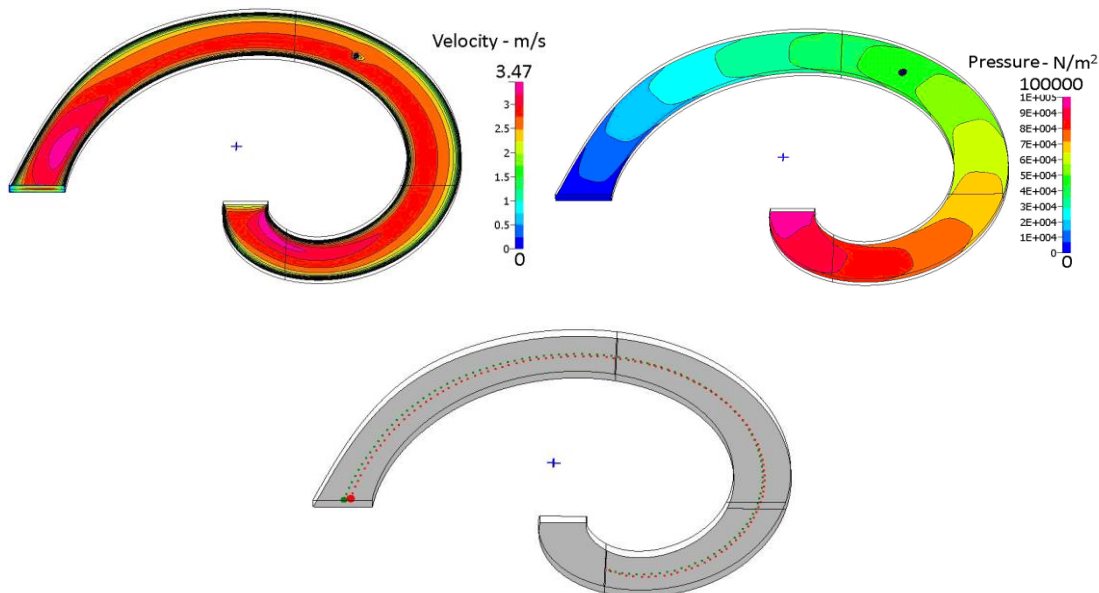 Velocity - m/s
3.47
3
2.5
2
1.5
1
0.5
0
0
Pressure - N/m²
100000
1E+005
9E+004
8E+004
7E+004
6E+004
5E+004
4E+004
3E+004
2E+004
1E+004
0
0